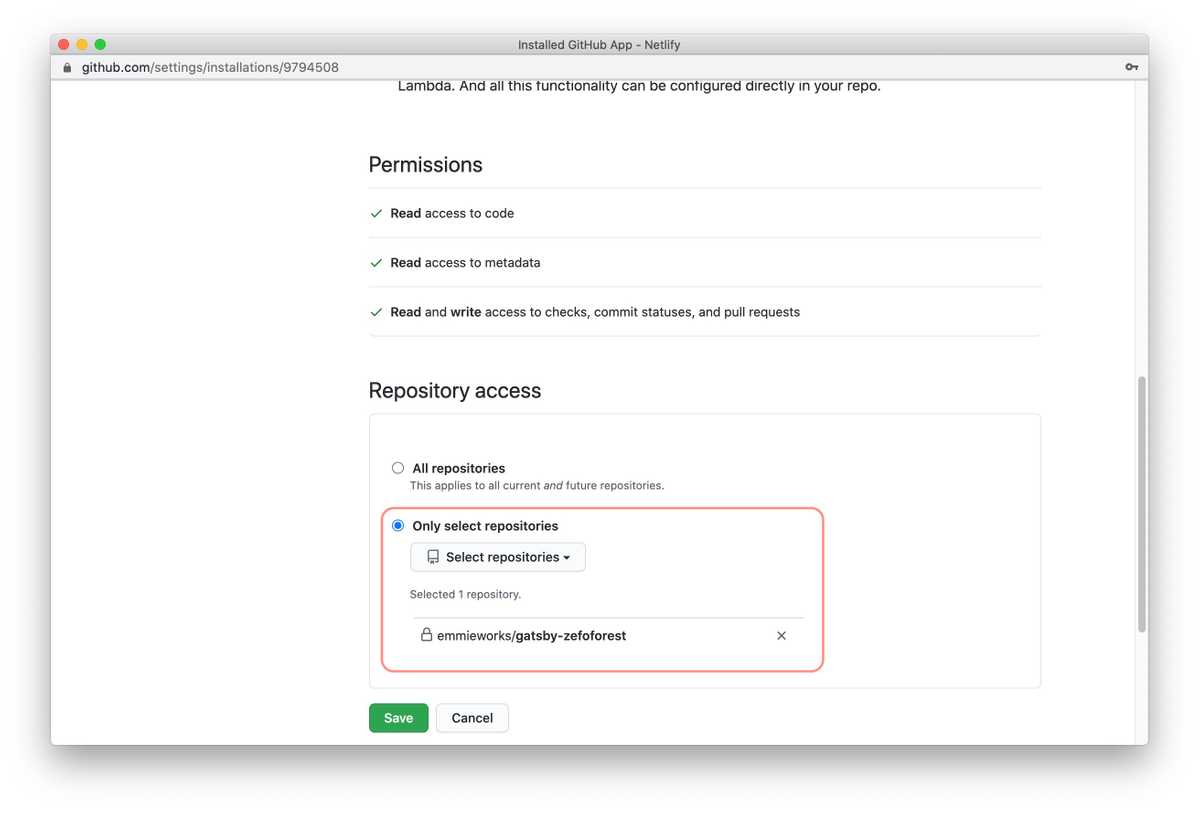 Installed GitHub App - Netlify
github.com/settings/installations/9794508
Lambda. And all this functionality can be configured directly in your repo.
Permissions
Read access to code
Read access to metadata
Read and write access to checks, commit statuses, and pull requests
Repository access
All repositories
This applies to all current and future repositories.
Only select repositories
Select repositories
Selected 1 repository.
emmieworks/gatsby-zefoforest
Save Cancel